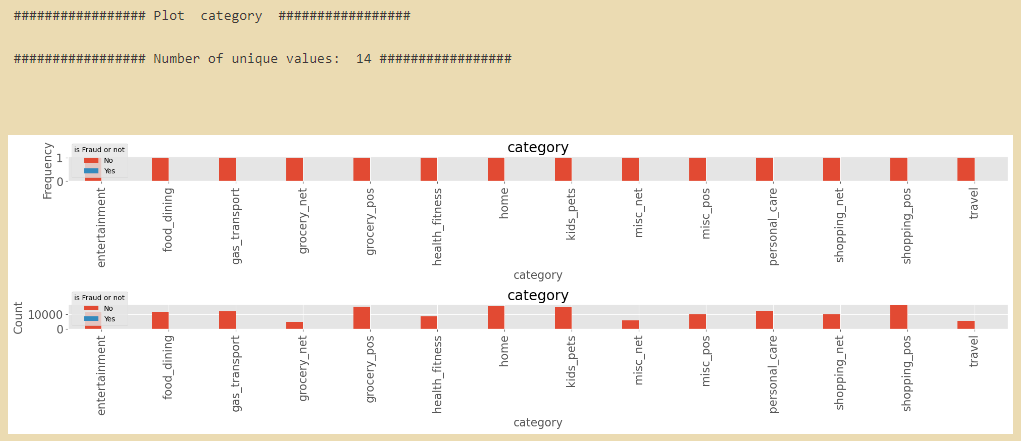 ################# Plot  category  #################
################# Number of unique values:  14 #################
category
Frequency
1
0
is Fraud or not
No
Yes
entertainment
food_dining
gas_transport
grocery_net
grocery_pos
health_fitness
home
kids_pets
misc_net
misc_pos
personal_care
shopping_net
shopping_pos
travel
category
category
Count
10000
0
is Fraud or not
No
Yes
entertainment
food_dining
gas_transport
grocery_net
grocery_pos
health_fitness
home
kids_pets
misc_net
misc_pos
personal_care
shopping_net
shopping_pos
travel
category